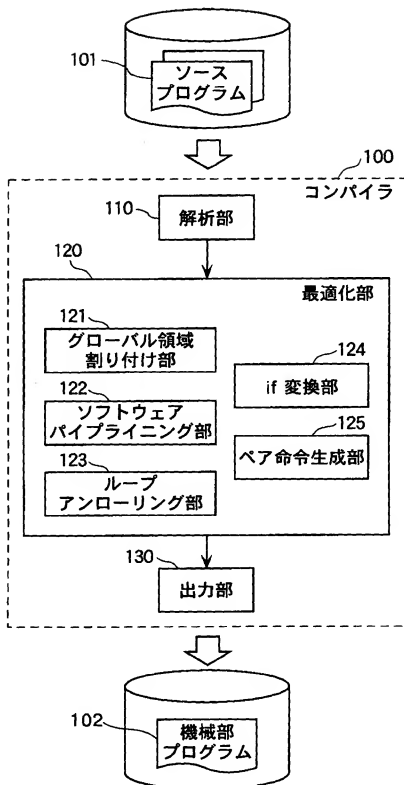 101
ソース
プログラム
100
コンパイラ
110
解析部
120
最適化部
121
グローバル領域
割り付け部
122
ソフトウェア
パイプライニング部
123
ループ
アンローリング部
124
if 変換部
125
ペア命令生成部
130
出力部
102
機械部
プログラム